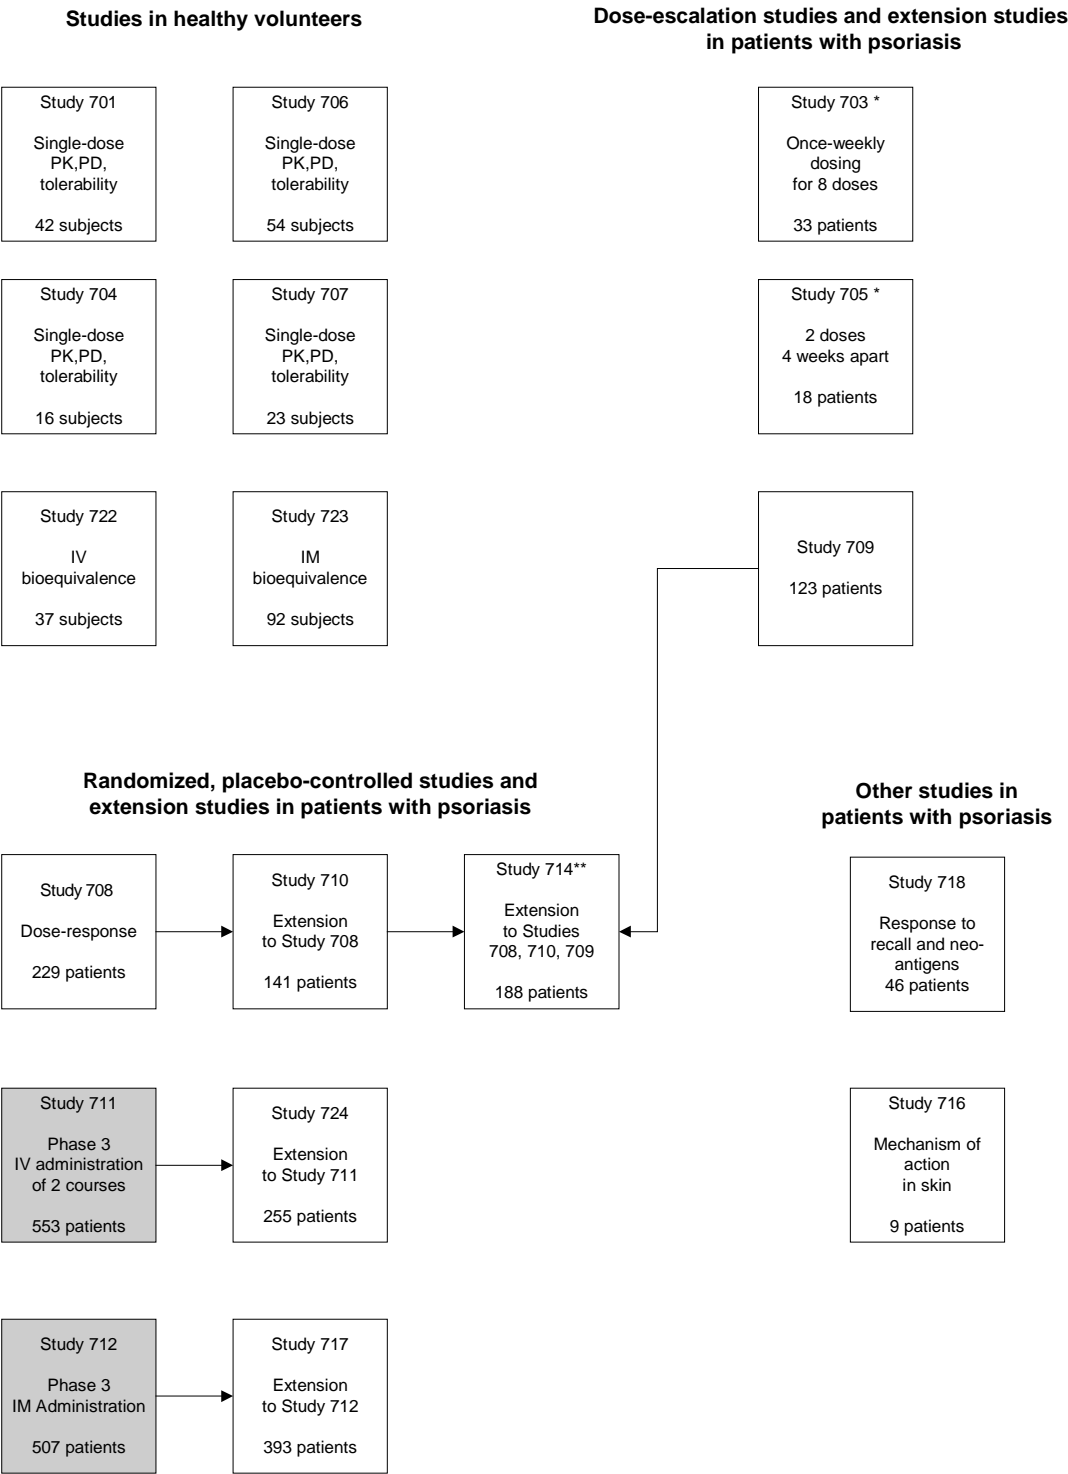 Studies in healthy volunteers
Dose-escalation studies and extension studies
in patients with psoriasis
Study 701
Single-dose
PK,PD,
tolerability
42 subjects
Study 706
Single-dose
PK,PD,
tolerability
54 subjects
Study 703 *
Once-weekly
dosing
for 8 doses
33 patients
Study 704
Single-dose
PK,PD,
tolerability
16 subjects
Study 707
Single-dose
PK,PD,
tolerability
23 subjects
Study 705 *
2 doses
4 weeks apart
18 patients
Study 722
IV
bioequivalence
37 subjects
Study 723
IM
bioequivalence
92 subjects
Study 709
123 patients
Randomized, placebo-controlled studies and
extension studies in patients with psoriasis
Other studies in
patients with psoriasis
Study 708
Dose-response
229 patients
Study 710
Extension
to Study 708
141 patients
Study 714**
Extension
to Studies
708, 710, 709
188 patients
Study 718
Response to
recall and neo-
antigens
46 patients
Study 711
Phase 3
IV administration
of 2 courses
553 patients
Study 724
Extension
to Study 711
255 patients
Study 716
Mechanism of
action
in skin
9 patients
Study 712
Phase 3
IM Administration
507 patients
Study 717
Extension
to Study 712
393 patients